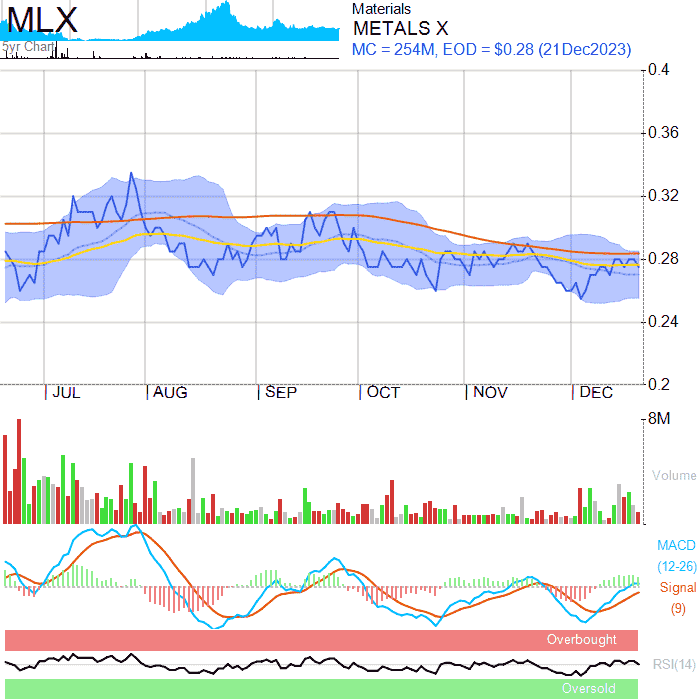 MLX
5yr Chart
Materials
METALS X
MC = 254M, EOD = $0.28 (21Dec2023)
0.4
0.36
0.32
0.28
0.24
0.2
JUL AUG SEP OCT NOV DEC
8M
Volume
MACD
(12-26)
Signal
(9)
Overbought
RSI(14)
Oversold